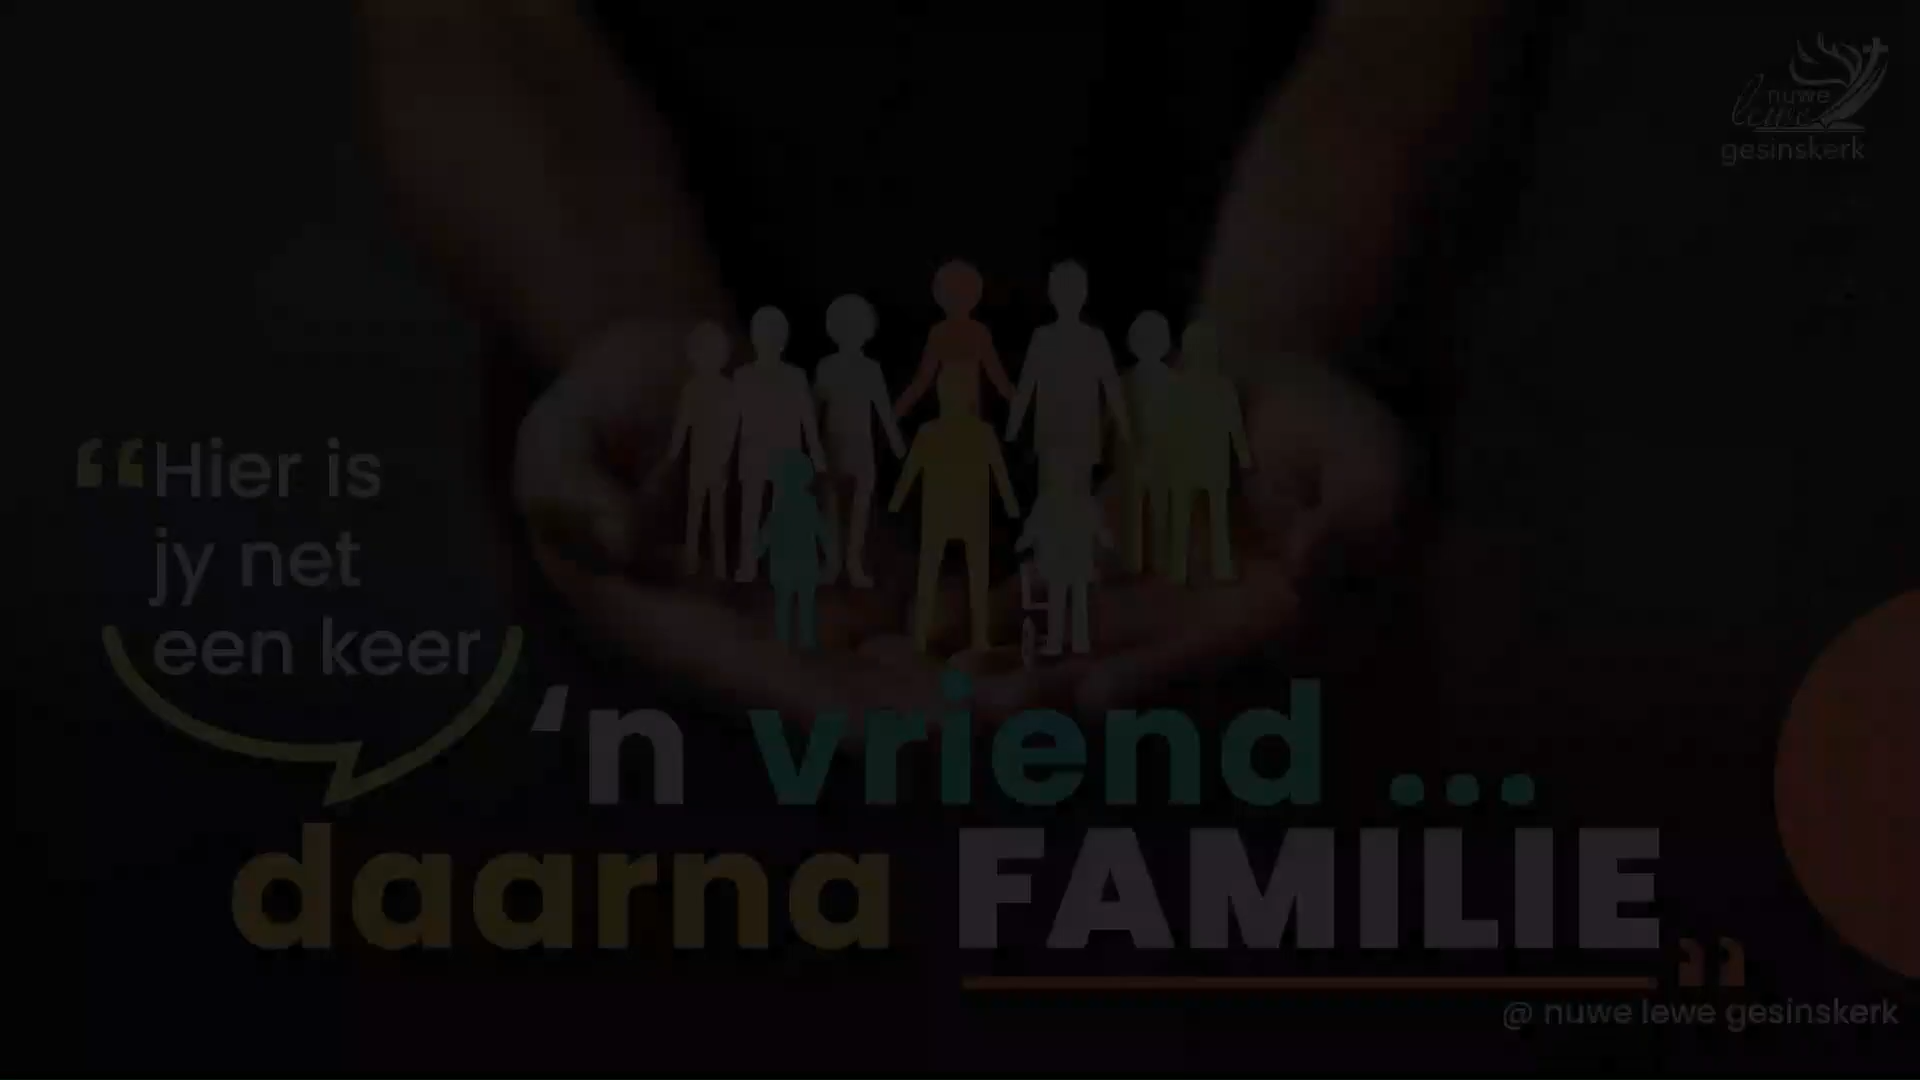 nuwe
lewe
gesinskerk
“Hier is
jy net
een keer
‘n vriend ...
daarna FAMILIE”
@ nuwe lewe gesinskerk